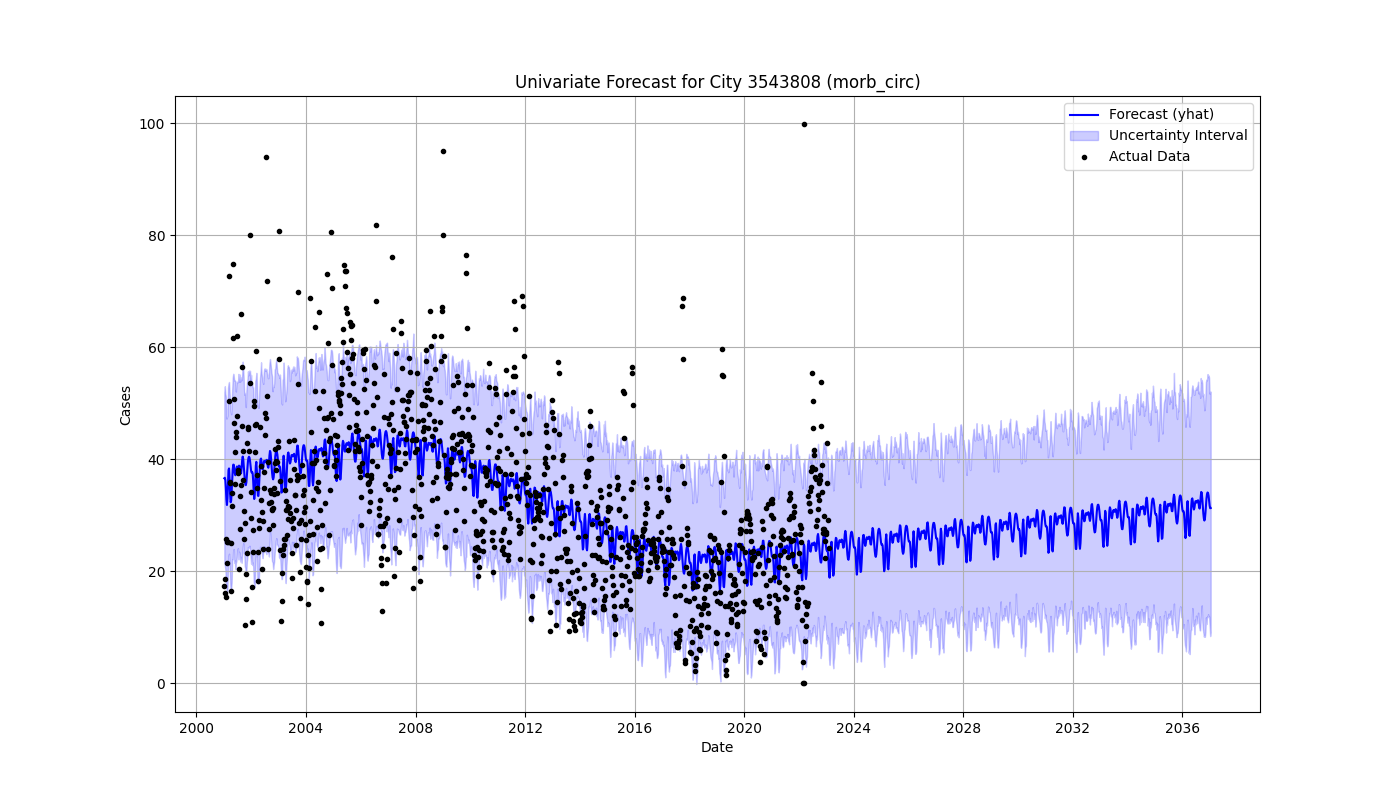 Univariate Forecast for City 3543808 (morb_circ)
Forecast (yhat)
Uncertainty Interval
Actual Data
Cases
100
80
60
40
20
0
2000 2004 2008 2012 2016 2020 2024 2028 2032 2036
Date